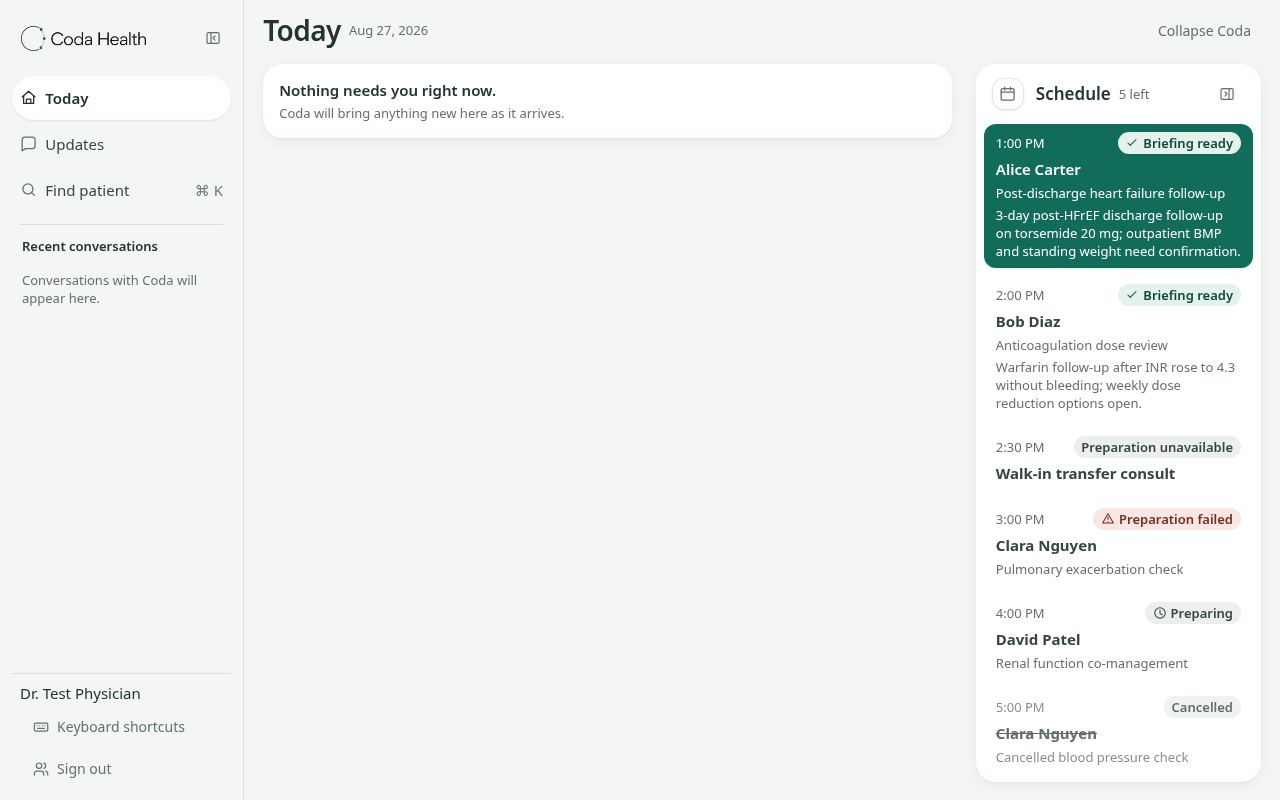 Coda Health
Today
Updates
Find patient ⌘ K
Recent conversations
Conversations with Coda will
appear here.
Dr. Test Physician
Keyboard shortcuts
Sign out
Today Aug 27, 2026
Collapse Coda
Nothing needs you right now.
Coda will bring anything new here as it arrives.
Schedule 5 left
1:00 PM Briefing ready
Alice Carter
Post-discharge heart failure follow-up
3-day post-HFrEF discharge follow-up
on torsemide 20 mg; outpatient BMP
and standing weight need confirmation.
2:00 PM Briefing ready
Bob Diaz
Anticoagulation dose review
Warfarin follow-up after INR rose to 4.3
without bleeding; weekly dose
reduction options open.
2:30 PM Preparation unavailable
Walk-in transfer consult
3:00 PM Preparation failed
Clara Nguyen
Pulmonary exacerbation check
4:00 PM Preparing
David Patel
Renal function co-management
5:00 PM Cancelled
Clara Nguyen
Cancelled blood pressure check